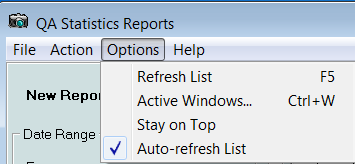 QA Statistics Reports
File Action Options Help
Refresh List F5
Active Windows... Ctrl+W
Stay on Top
Auto-refresh List
New Repor
Date Range